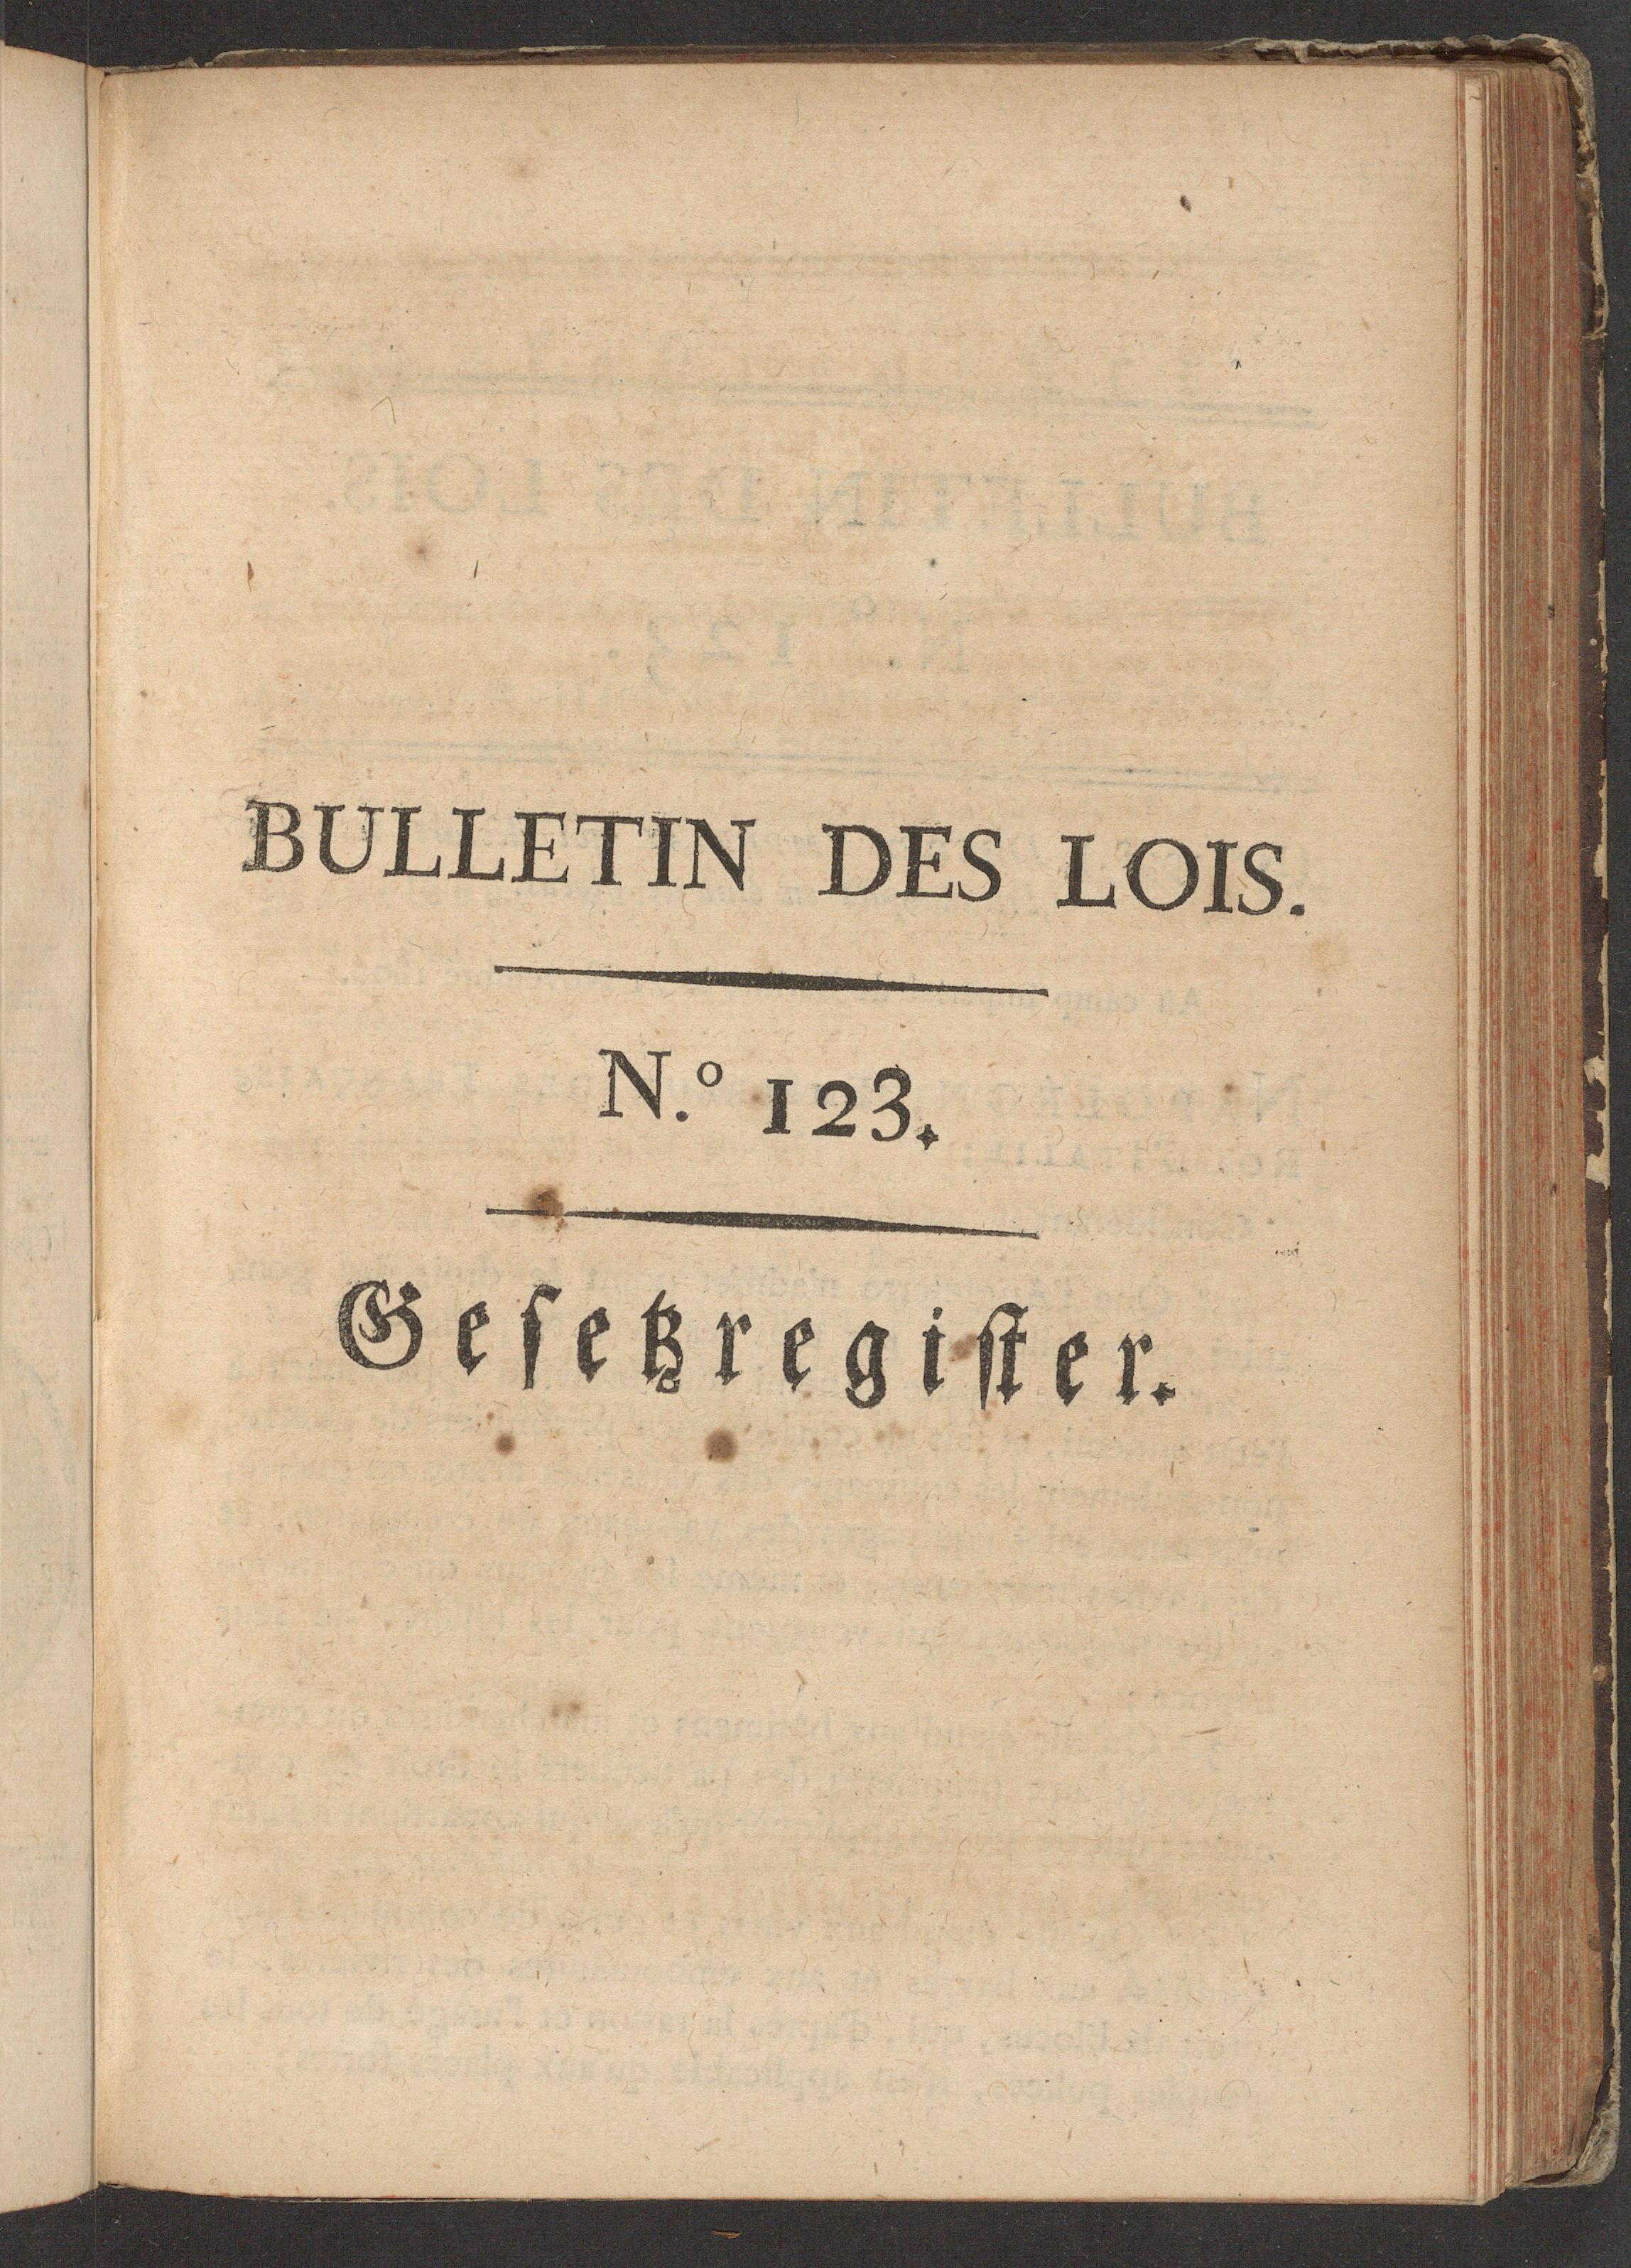 BULLETIN DES LOIS.
N.º 123.
Geſetzregiſter.